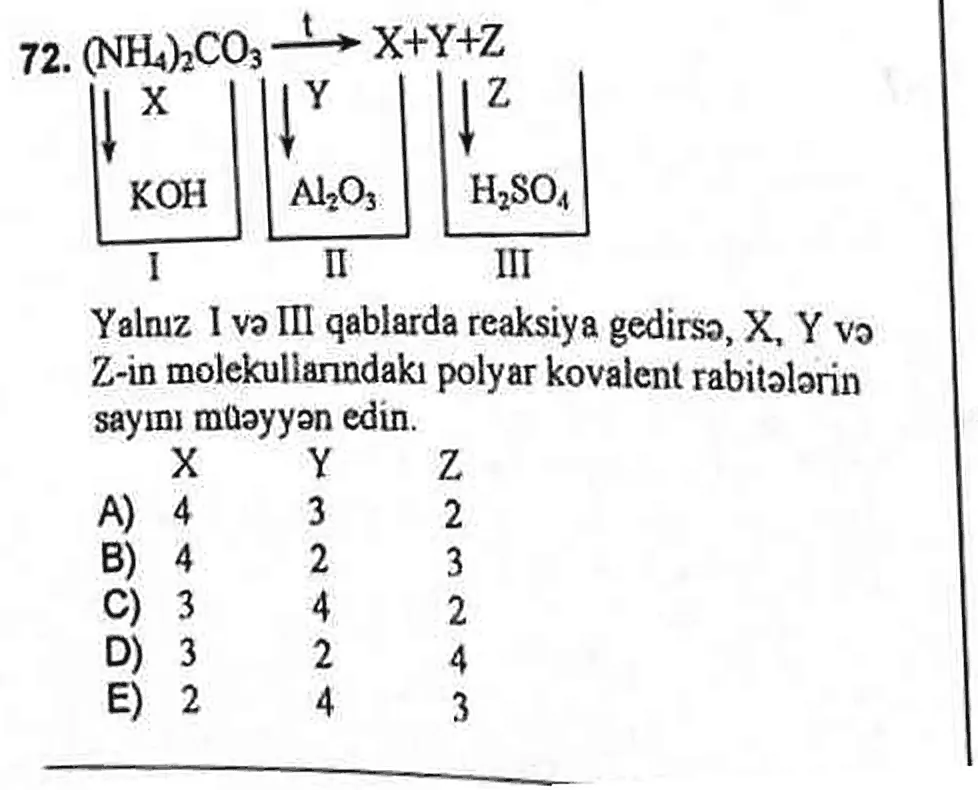 72. (NH₄)₂CO₃ —t→ X+Y+Z
X Y Z
KOH Al₂O₃ H₂SO₄
I II III
Yalnız I və III qablarda reaksiya gedirsə, X, Y və
Z-in molekullarındakı polyar kovalent rabitələrin
sayını müəyyən edin.
X Y Z
A) 4 3 2
B) 4 2 3
C) 3 4 2
D) 3 2 4
E) 2 4 3